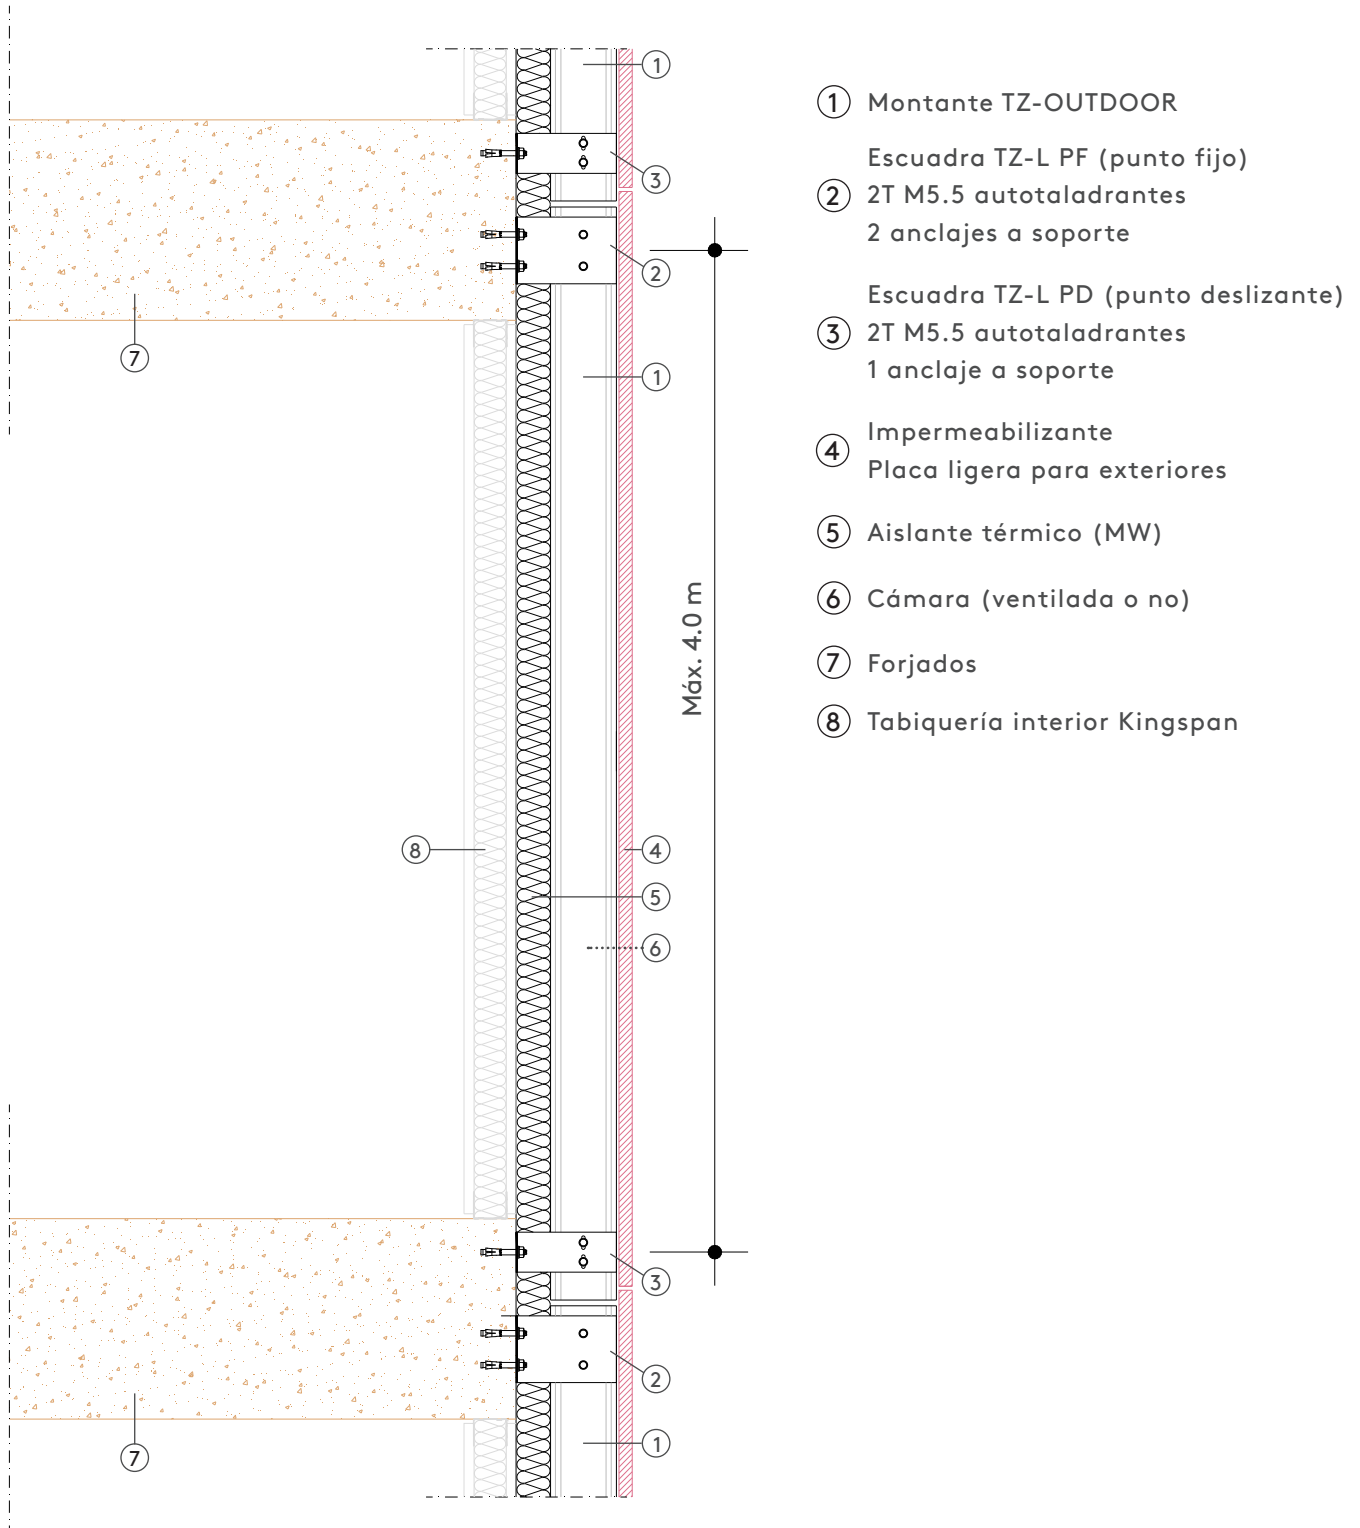 1
3
2
7
1
Máx. 4.0 m
8
4
5
6
3
2
7
1
1 Montante TZ-OUTDOOR
Escuadra TZ-L PF (punto fijo)
2 2T M5.5 autotaladrantes
2 anclajes a soporte
Escuadra TZ-L PD (punto deslizante)
3 2T M5.5 autotaladrantes
1 anclaje a soporte
4 Impermeabilizante
Placa ligera para exteriores
5 Aislante térmico (MW)
6 Cámara (ventilada o no)
7 Forjados
8 Tabiquería interior Kingspan